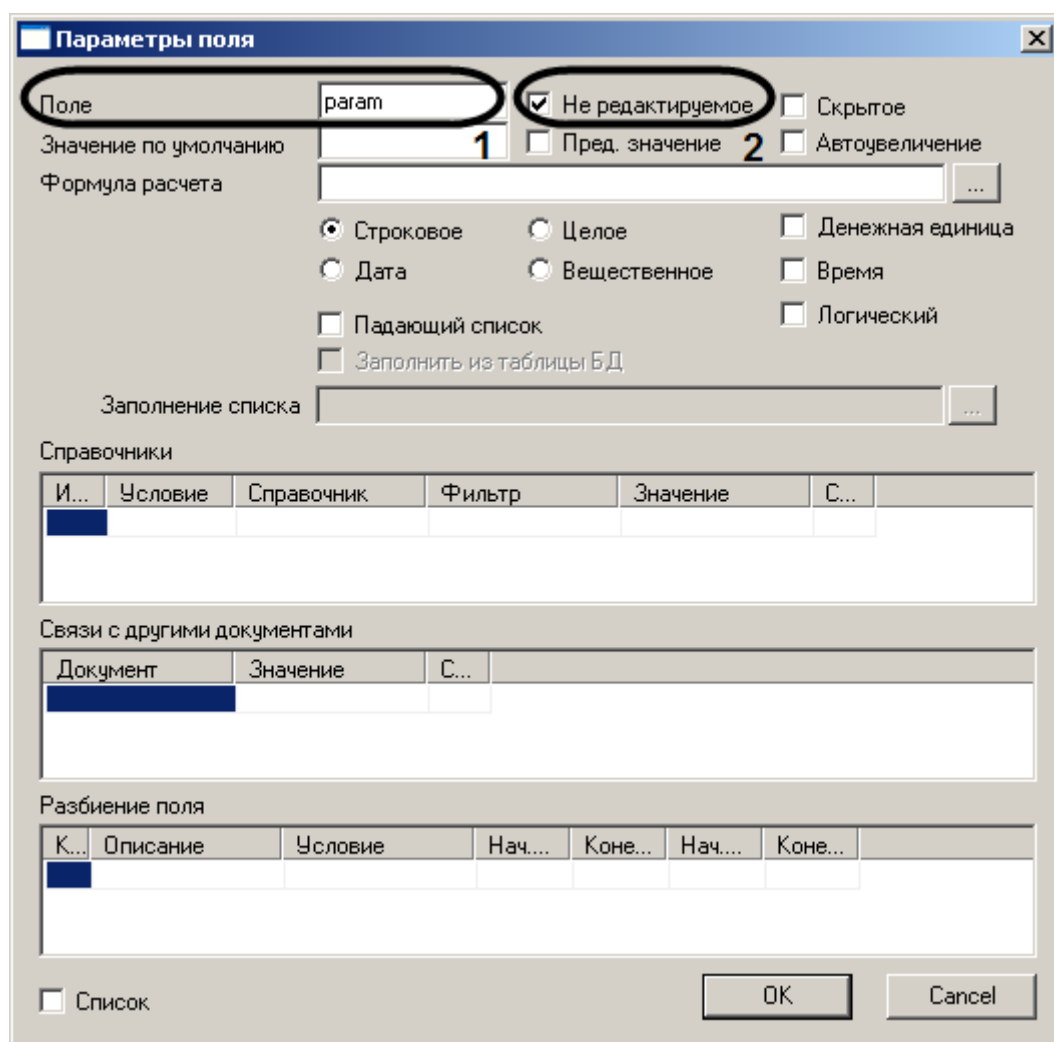 Параметры поля
Поле param Не редактируемое Скрытое
Значение по умолчанию 1 Пред. значение 2 Автоувеличение
Формула расчета ...
Строковое Целое Денежная единица
Дата Вещественное Время
Падающий список Логический
Заполнить из таблицы БД
Заполнение списка ...
Справочники
И... Условие Справочник Фильтр Значение С...
Связи с другими документами
Документ Значение С...
Разбиение поля
К... Описание Условие Нач.... Коне... Нач.... Коне...
Список OK Cancel